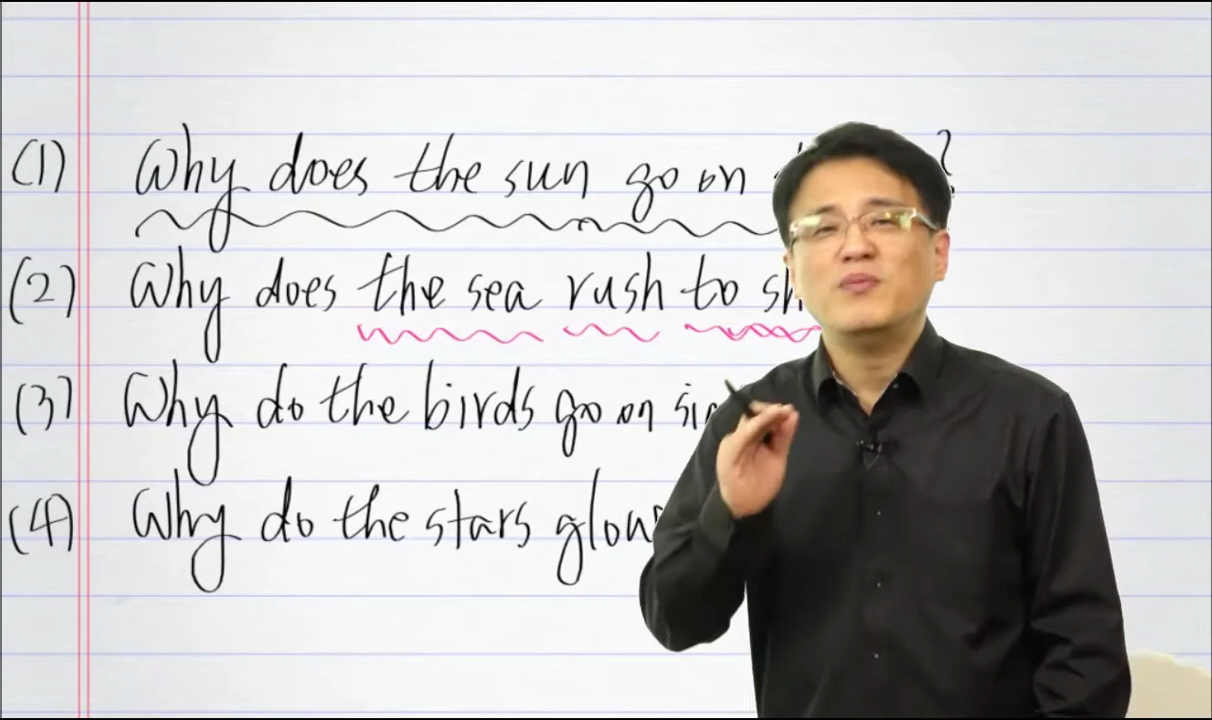 (1) Why does the sun go on ?
(2) Why does the sea rush to
(3) Why do the birds go on
(4) Why do the stars